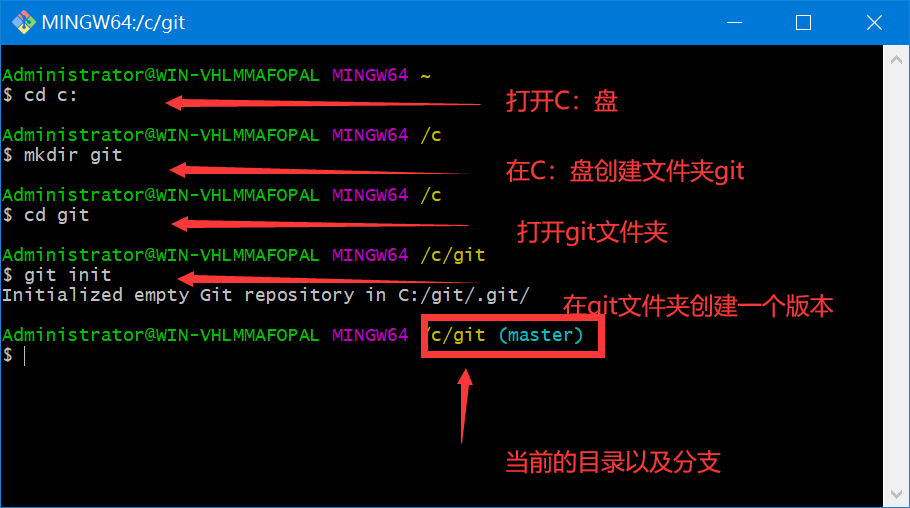 MINGW64:/c/git
Administrator@WIN-VHLMMAFOPAL MINGW64 ~
$ cd c:
打开C：盘
Administrator@WIN-VHLMMAFOPAL MINGW64 /c
$ mkdir git
在C：盘创建文件夹git
Administrator@WIN-VHLMMAFOPAL MINGW64 /c
$ cd git
打开git文件夹
Administrator@WIN-VHLMMAFOPAL MINGW64 /c/git
$ git init
Initialized empty Git repository in C:/git/.git/
在git文件夹创建一个版本
Administrator@WIN-VHLMMAFOPAL MINGW64 /c/git (master)
$
当前的目录以及分支